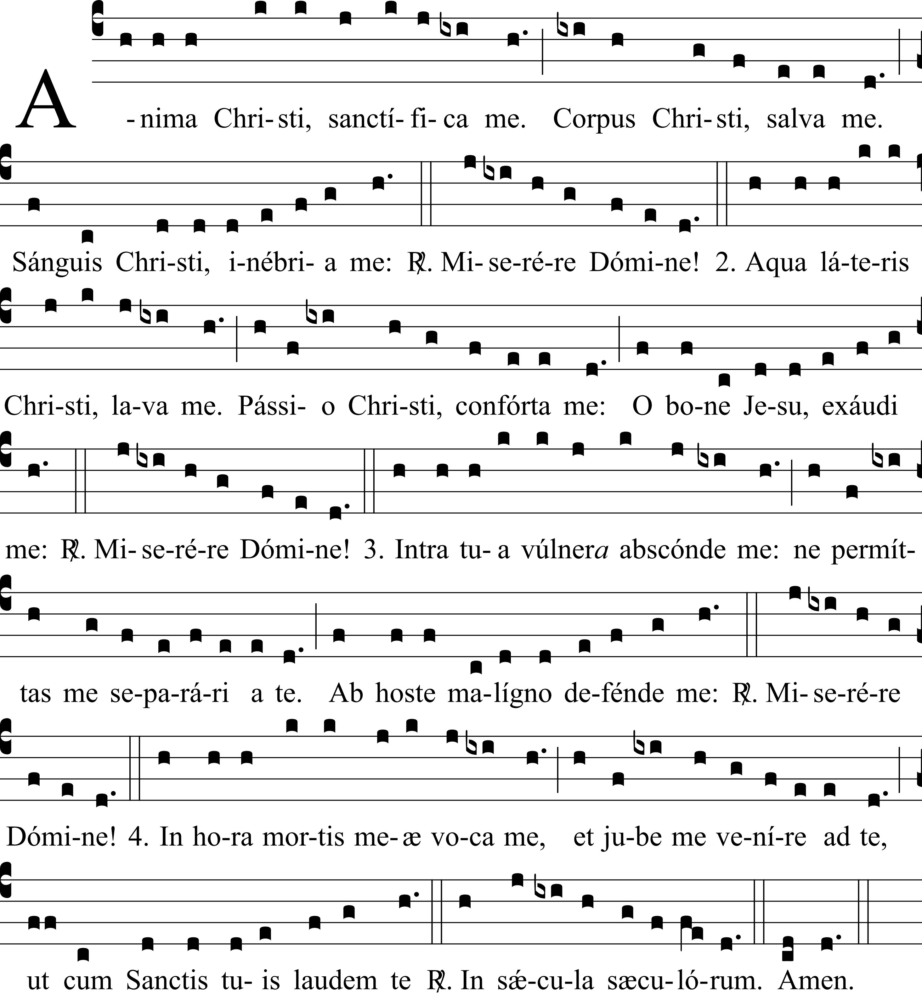 A-nima Chri-sti, sanctí-fi-ca me. Corpus Chri-sti, salva me.
Sánguis Chri-sti, i-nébri-a me: ℟. Mi-se-ré-re Dómi-ne! 2. Aqua lá-te-ris
Chri-sti, la-va me. Pássi-o Chri-sti, confórta me: O bo-ne Je-su, exáudi
me: ℟. Mi-se-ré-re Dómi-ne! 3. Intra tu-a vúlnera abscónde me: ne permít-
tas me se-pa-rá-ri a te. Ab hoste ma-lígno de-fénde me: ℟. Mi-se-ré-re
Dómi-ne! 4. In ho-ra mor-tis me-æ vo-ca me, et ju-be me ve-ní-re ad te,
ut cum Sanctis tu-is laudem te ℟. In sǽ-cu-la sæcu-ló-rum. Amen.